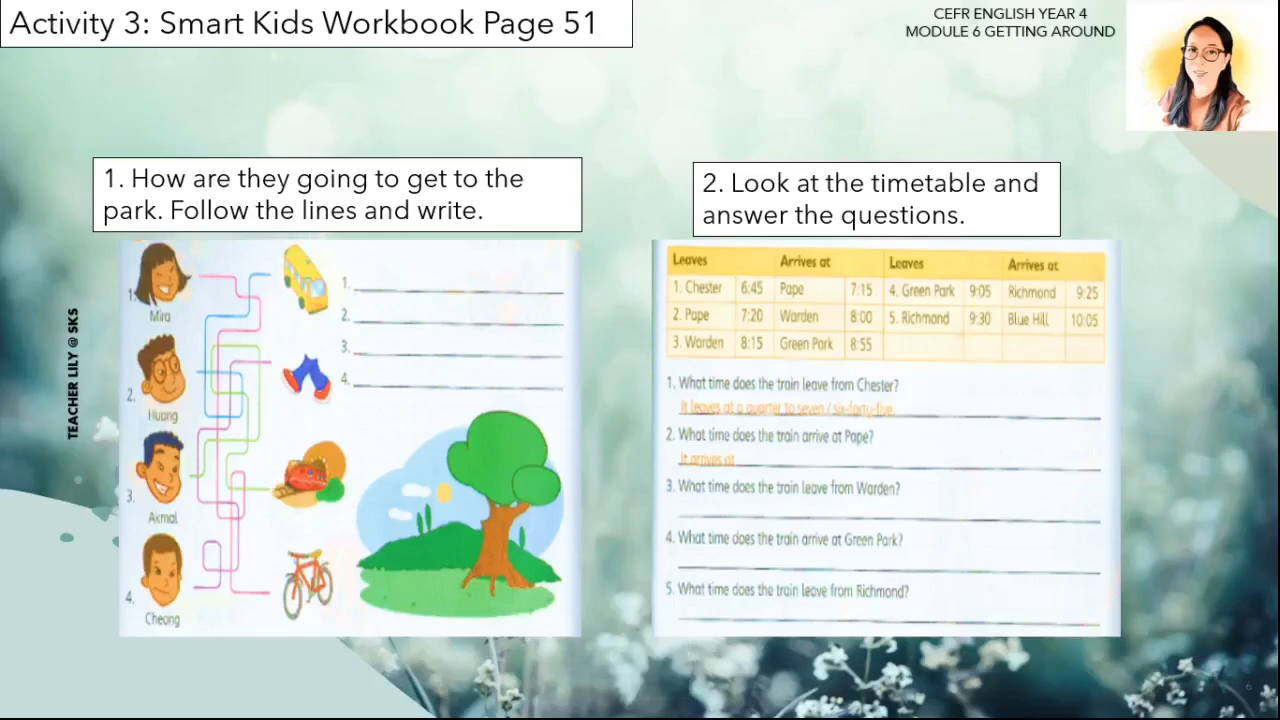 Activity 3: Smart Kids Workbook Page 51
CEFR ENGLISH YEAR 4
MODULE 6 GETTING AROUND
TEACHER LILY @ SKS
1. How are they going to get to the
park. Follow the lines and write.
1.
Mira
2.
Huang
3.
Akmal
4.
Cheong
1.
2.
3.
4.
2. Look at the timetable and
answer the questions.
Leaves Arrives at Leaves Arrives at
1. Chester 6:45 Pape 7:15 4. Green Park 9:05 Richmond 9:25
2. Pape 7:20 Warden 8:00 5. Richmond 9:30 Blue Hill 10:05
3. Warden 8:15 Green Park 8:55
1. What time does the train leave from Chester?
It leaves at a quarter to seven / six-forty-five.
2. What time does the train arrive at Pape?
It arrives at
3. What time does the train leave from Warden?
4. What time does the train arrive at Green Park?
5. What time does the train leave from Richmond?
6